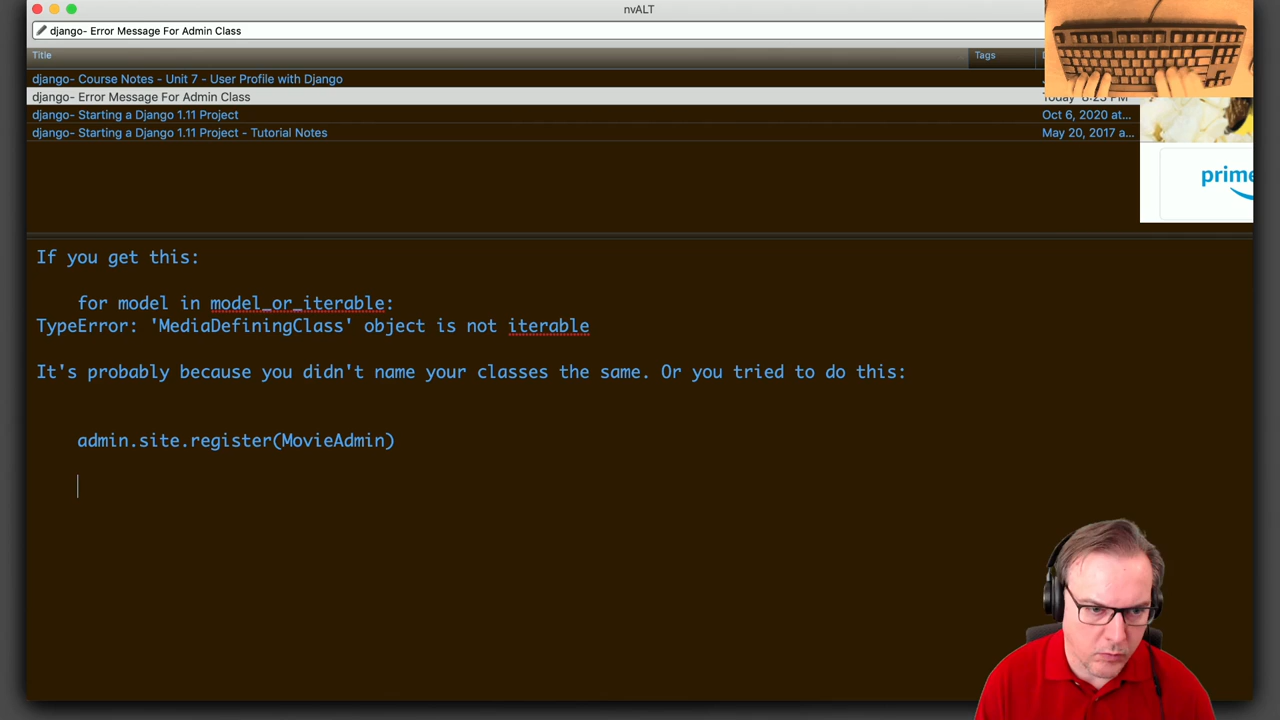 nvALT
django- Error Message For Admin Class
Title
Tags
django- Course Notes - Unit 7 - User Profile with Django
django- Error Message For Admin Class
Today
django- Starting a Django 1.11 Project
Oct 6, 2020 at...
django- Starting a Django 1.11 Project - Tutorial Notes
May 20, 2017 a...
prime
If you get this:
for model in model_or_iterable:
TypeError: 'MediaDefiningClass' object is not iterable
It's probably because you didn't name your classes the same. Or you tried to do this:
admin.site.register(MovieAdmin)